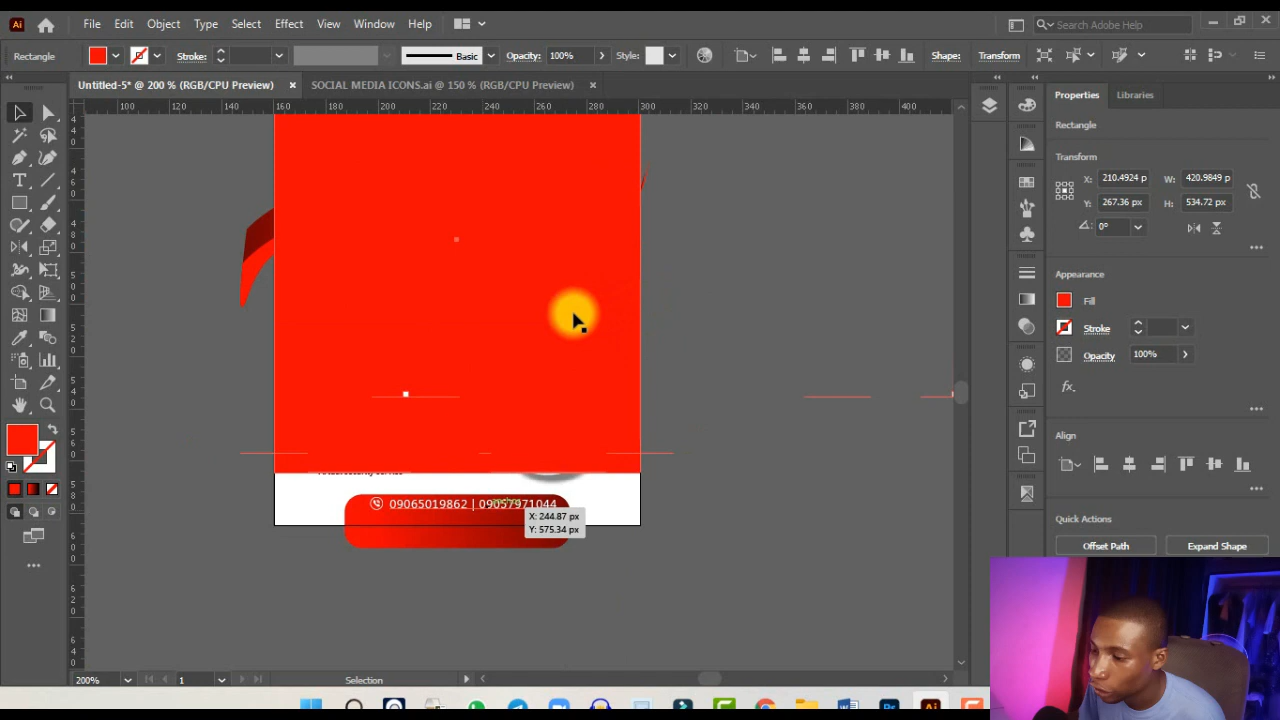 Ai File Edit Object Type Select Effect View Window Help Search Adobe Help
Rectangle Stroke: Basic Opacity: 100% Style: Shape: Transform
Untitled-5* @ 200 % (RGB/CPU Preview) × SOCIAL MEDIA ICONS.ai @ 150 % (RGB/CPU Preview) ×
100 120 140 160 180 200 220 240 260 280 300 320 340 360 380 400
Properties Libraries
Rectangle
Transform
X: 210.4924 p W: 420.9849 p
Y: 267.36 px H: 534.72 px
0°
Appearance
Fill
Stroke
Opacity 100%
fx.
Align
Quick Actions
Offset Path Expand Shape
09065019862 | 09057971044
anchor
X: 244.87 px
Y: 575.34 px
200% 1 Selection
W Ps Ai